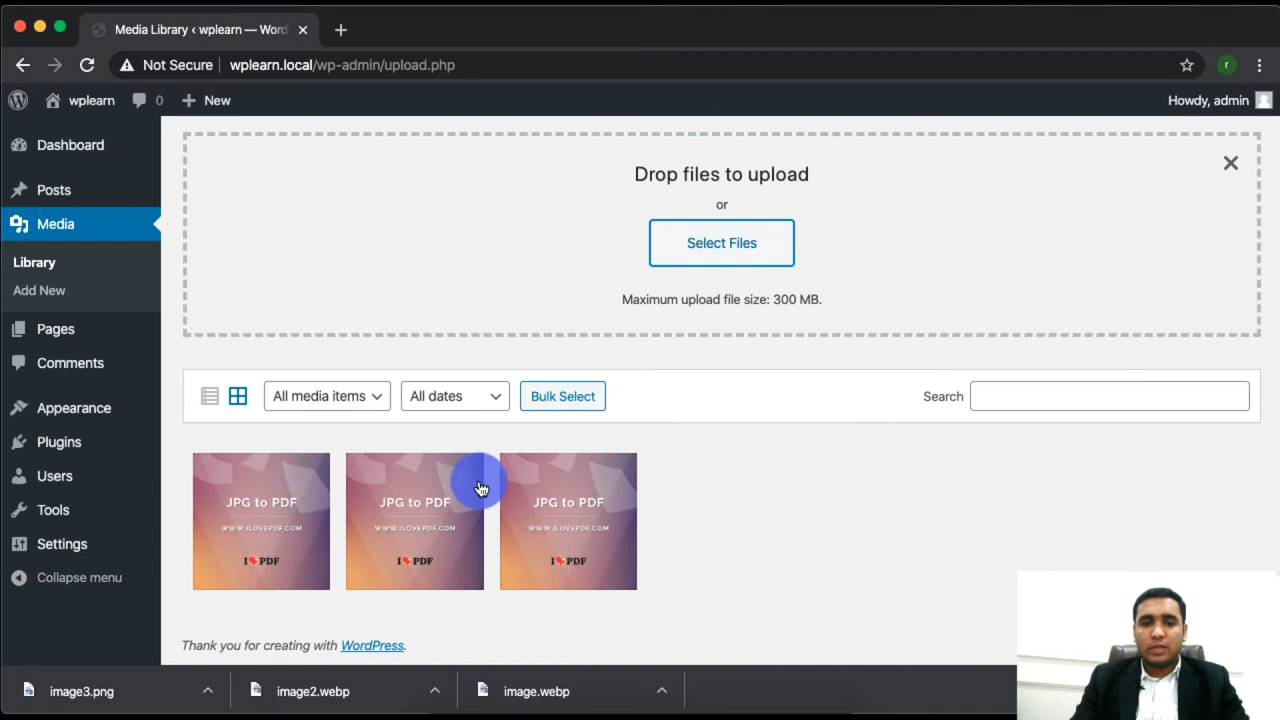 Media Library ‹ wplearn — Word
Not Secure wplearn.local/wp-admin/upload.php
r
wplearn 0 New Howdy, admin
Dashboard
Posts
Media
Library
Add New
Pages
Comments
Appearance
Plugins
Users
Tools
Settings
Collapse menu
Drop files to upload
or
Select Files
Maximum upload file size: 300 MB.
All media items All dates Bulk Select Search
JPG to PDF JPG to PDF JPG to PDF
WWW.ILOVEPDF.COM WWW.ILOVEPDF.COM WWW.ILOVEPDF.COM
I PDF I PDF I PDF
Thank you for creating with WordPress.
image3.png image2.webp image.webp